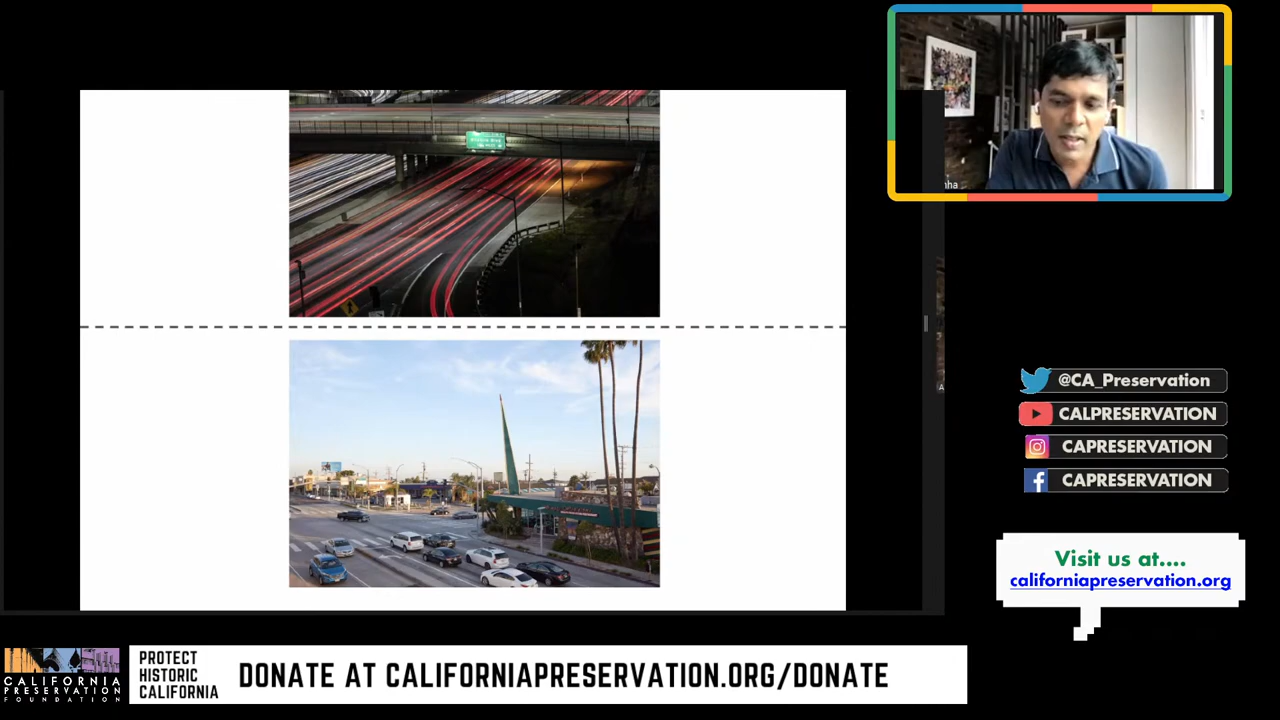 nha
@CA_Preservation
CALPRESERVATION
CAPRESERVATION
CAPRESERVATION
Visit us at....
californiapreservation.org
CALIFORNIA
PRESERVATION
FOUNDATION
PROTECT
HISTORIC
CALIFORNIA
DONATE AT CALIFORNIAPRESERVATION.ORG/DONATE